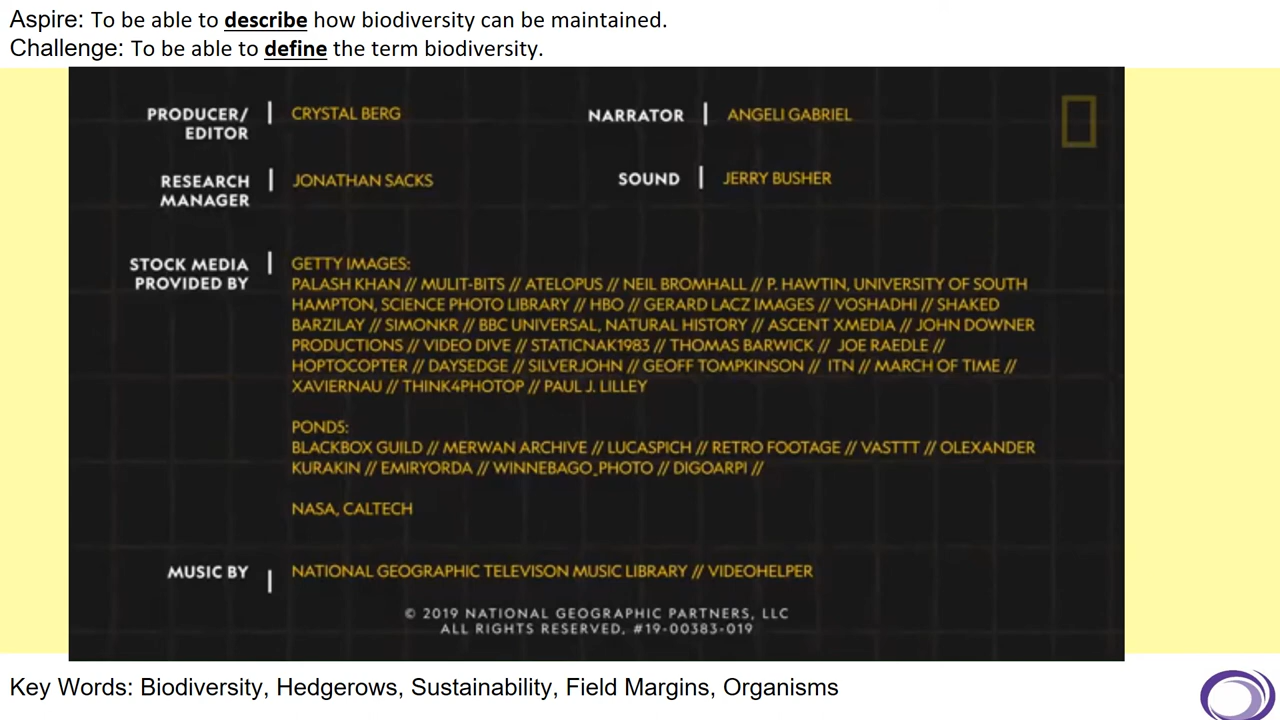 Aspire: To be able to describe how biodiversity can be maintained.
Challenge: To be able to define the term biodiversity.
PRODUCER/ EDITOR | CRYSTAL BERG
NARRATOR | ANGELI GABRIEL
RESEARCH MANAGER | JONATHAN SACKS
SOUND | JERRY BUSHER
STOCK MEDIA PROVIDED BY | GETTY IMAGES:
PALASH KHAN // MULIT-BITS // ATELOPUS // NEIL BROMHALL // P. HAWTIN, UNIVERSITY OF SOUTH
HAMPTON, SCIENCE PHOTO LIBRARY // HBO // GERARD LACZ IMAGES // VOSHADHI // SHAKED
BARZILAY // SIMONKR // BBC UNIVERSAL, NATURAL HISTORY // ASCENT XMEDIA // JOHN DOWNER
PRODUCTIONS // VIDEO DIVE // STATICNAK1983 // THOMAS BARWICK // JOE RAEDLE //
HOPTOCOPTER // DAYSEDGE // SILVERJOHN // GEOFF TOMPKINSON // ITN // MARCH OF TIME //
XAVIERNAU // THINK4PHOTOP // PAUL J. LILLEY
POND5:
BLACKBOX GUILD // MERWAN ARCHIVE // LUCASPICH // RETRO FOOTAGE // VASTTT // OLEXANDER
KURAKIN // EMIRYORDA // WINNEBAGO_PHOTO // DIGOARPI //
NASA, CALTECH
MUSIC BY | NATIONAL GEOGRAPHIC TELEVISON MUSIC LIBRARY // VIDEOHELPER
© 2019 NATIONAL GEOGRAPHIC PARTNERS, LLC
ALL RIGHTS RESERVED, #19-00383-019
Key Words: Biodiversity, Hedgerows, Sustainability, Field Margins, Organisms